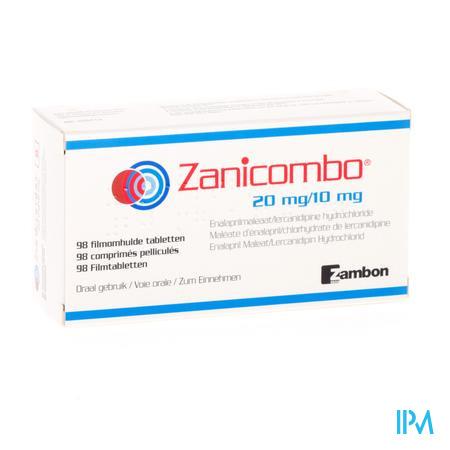 Zanicombo®
20 mg/10 mg
Enalaprilmaleaat/lercanidipine hydrochloride
Maléate d'énalapril/chlorhydrate de lercanidipine
Enalapril Maleat/Lercanidipin Hydrochlorid
98 filmomhulde tabletten
98 comprimés pelliculés
98 Filmtabletten
Oraal gebruik / Voie orale / Zum Einnehmen
Zambon
IPM